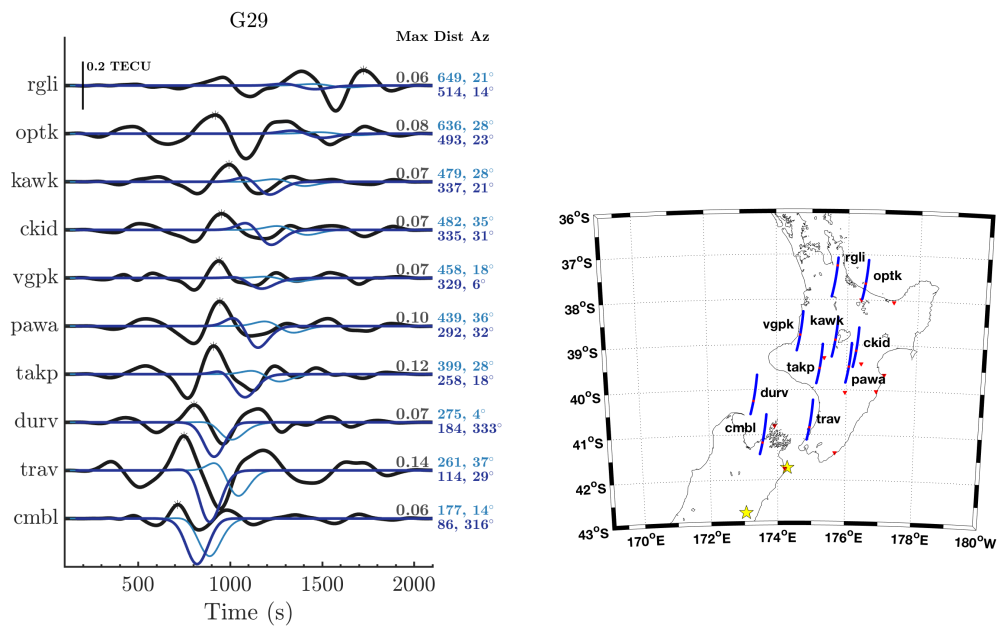 G29
Max Dist Az
0.2 TECU
rgli 0.06 649, 21°
514, 14°
optk 0.08 636, 28°
493, 23°
kawk 0.07 479, 28°
337, 21°
ckid 0.07 482, 35°
335, 31°
vgpk 0.07 458, 18°
329, 6°
pawa 0.10 439, 36°
292, 32°
takp 0.12 399, 28°
258, 18°
durv 0.07 275, 4°
184, 333°
trav 0.14 261, 37°
114, 29°
cmbl 0.06 177, 14°
86, 316°
500 1000 1500 2000
Time (s)
36°S
37°S
38°S
39°S
40°S
41°S
42°S
43°S
rgli
optk
vgpk kawk
ckid
takp
pawa
durv
trav
cmbl
170°E 172°E 174°E 176°E 178°E 180°W